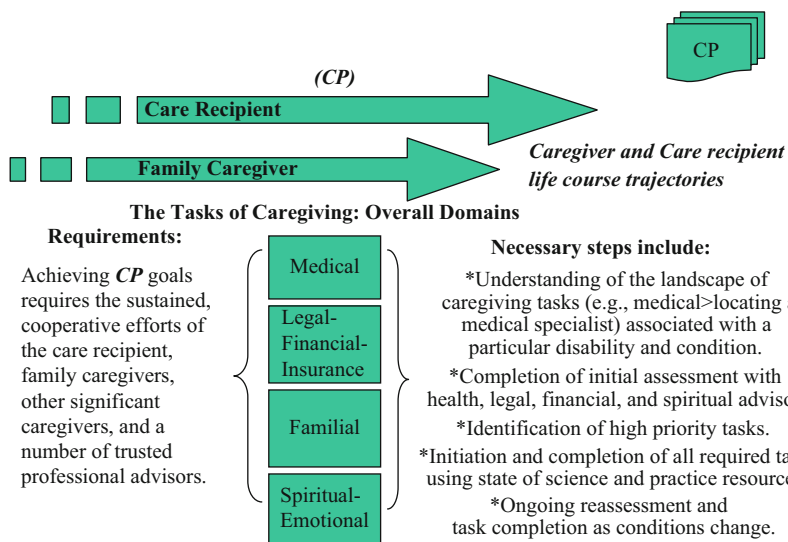 (CP)
CP
Care Recipient
Family Caregiver
Caregiver and Care recipient
life course trajectories
The Tasks of Caregiving: Overall Domains
Requirements:
Achieving CP goals
requires the sustained,
cooperative efforts of
the care recipient,
family caregivers,
other significant
caregivers, and a
number of trusted
professional advisors.
Medical
Legal-
Financial-
Insurance
Familial
Spiritual-
Emotional
Necessary steps include:
*Understanding of the landscape of
caregiving tasks (e.g., medical>locating
medical specialist) associated with a
particular disability and condition.
*Completion of initial assessment with
health, legal, financial, and spiritual
*Identification of high priority tasks.
*Initiation and completion of all required
using state of science and practice
*Ongoing reassessment and
task completion as conditions change.